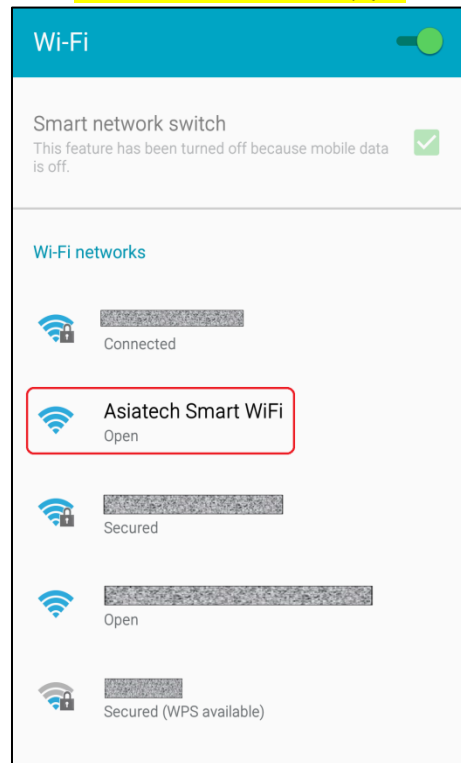 Wi-Fi
Smart network switch
This feature has been turned off because mobile data
is off.
Wi-Fi networks
Connected
Asiatech Smart WiFi
Open
Secured
Open
Secured (WPS available)